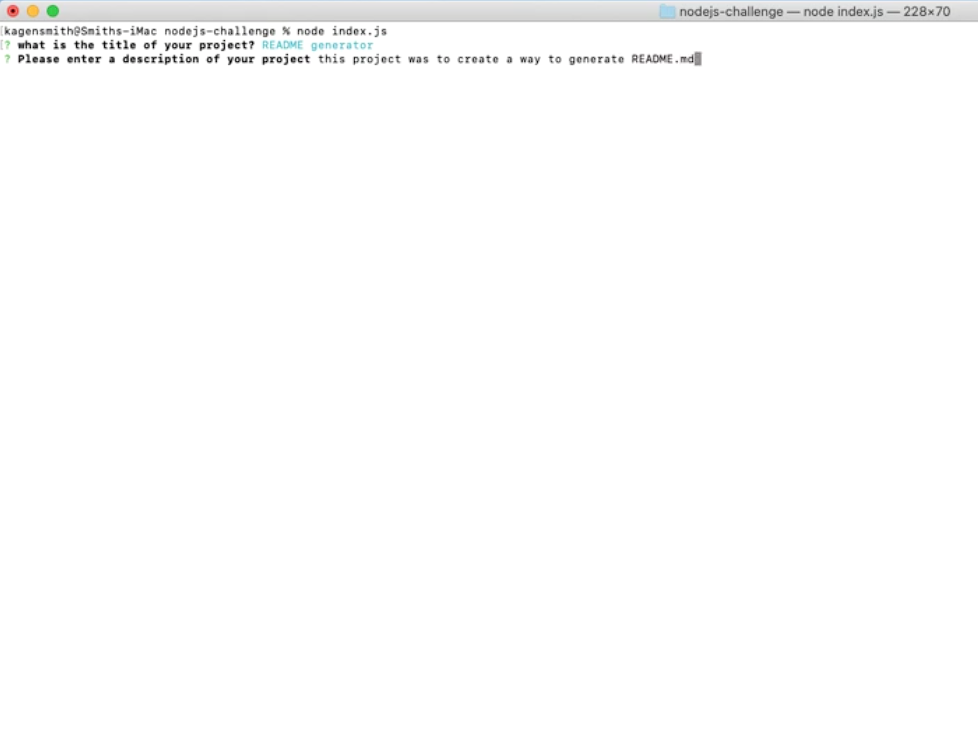 nodejs-challenge — node index.js — 228×70
kagensmith@Smiths-iMac nodejs-challenge % node index.js
? what is the title of your project? README generator
? Please enter a description of your project this project was to create a way to generate README.md